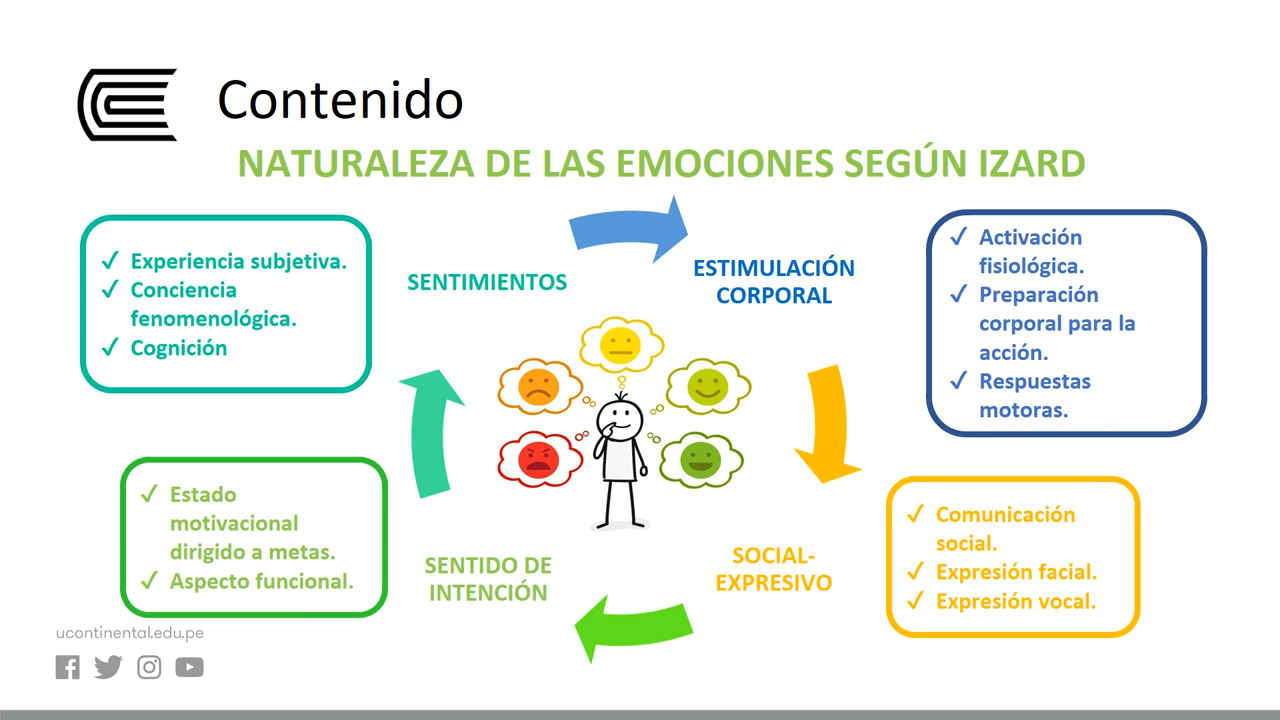 Contenido
NATURALEZA DE LAS EMOCIONES SEGÚN IZARD
✓ Experiencia subjetiva.
✓ Conciencia
fenomenológica.
✓ Cognición
SENTIMIENTOS
ESTIMULACIÓN
CORPORAL
✓ Activación
fisiológica.
✓ Preparación
corporal para la
acción.
✓ Respuestas
motoras.
✓ Estado
motivacional
dirigido a metas.
✓ Aspecto funcional.
SENTIDO DE
INTENCIÓN
SOCIAL-
EXPRESIVO
✓ Comunicación
social.
✓ Expresión facial.
✓ Expresión vocal.
ucontinental.edu.pe